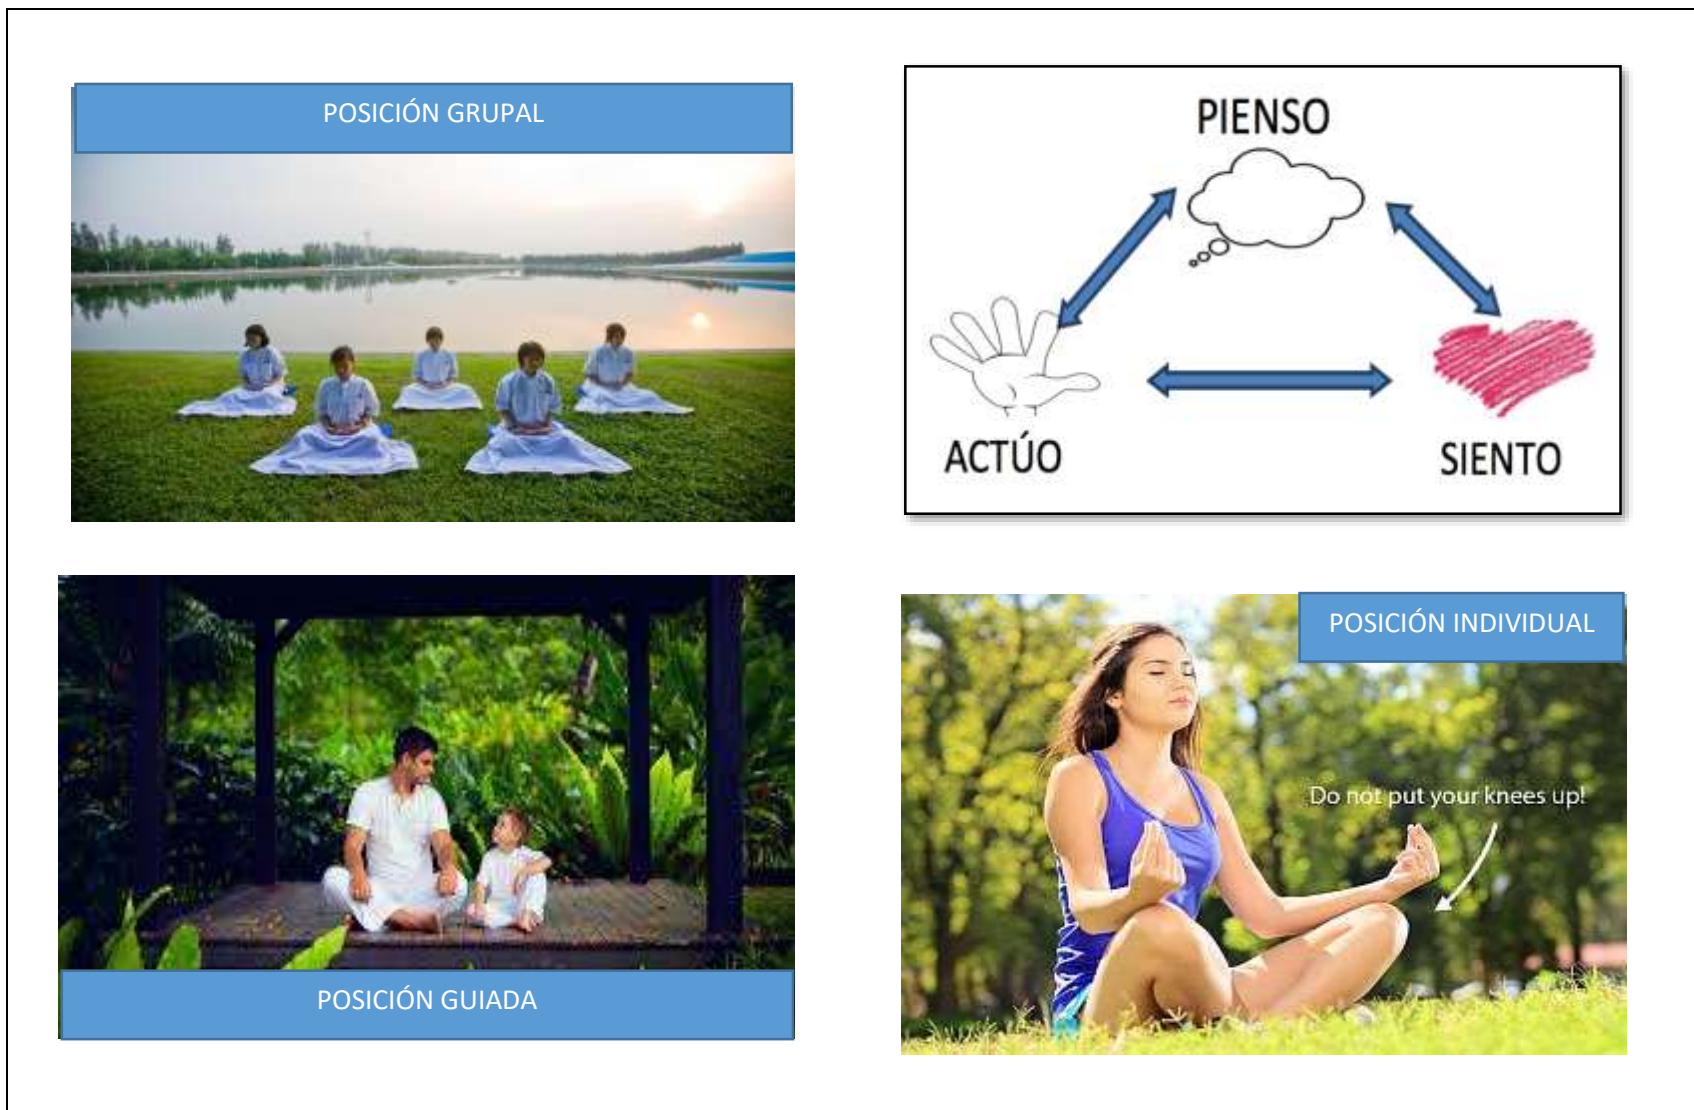 POSICIÓN GRUPAL
PIENSO
ACTÚO
SIENTO
POSICIÓN GUIADA
POSICIÓN INDIVIDUAL
Do not put your knees up!